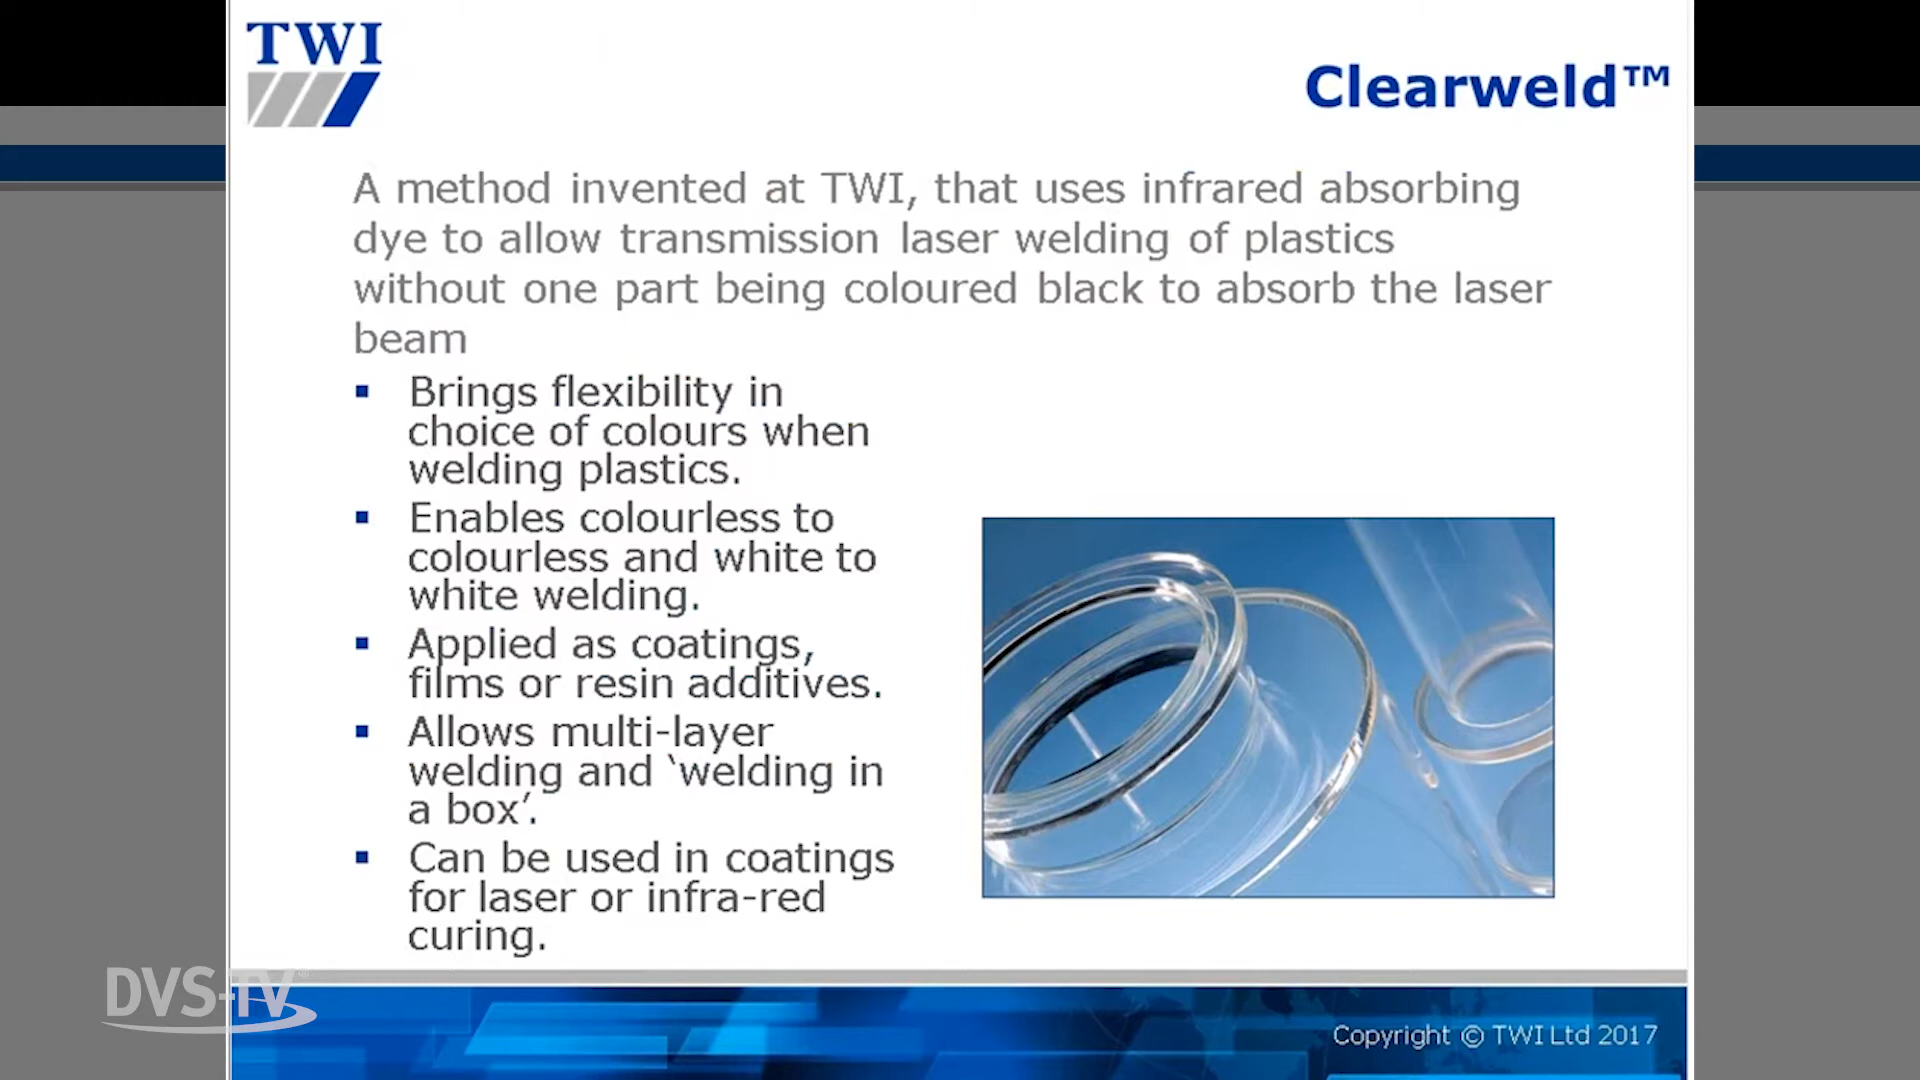 TWI
Clearweld™
A method invented at TWI, that uses infrared absorbing
dye to allow transmission laser welding of plastics
without one part being coloured black to absorb the laser
beam
▪ Brings flexibility in
choice of colours when
welding plastics.
▪ Enables colourless to
colourless and white to
white welding.
▪ Applied as coatings,
films or resin additives.
▪ Allows multi-layer
welding and ‘welding in
a box’.
▪ Can be used in coatings
for laser or infra-red
curing.
DVS-TV®
Copyright © TWI Ltd 2017